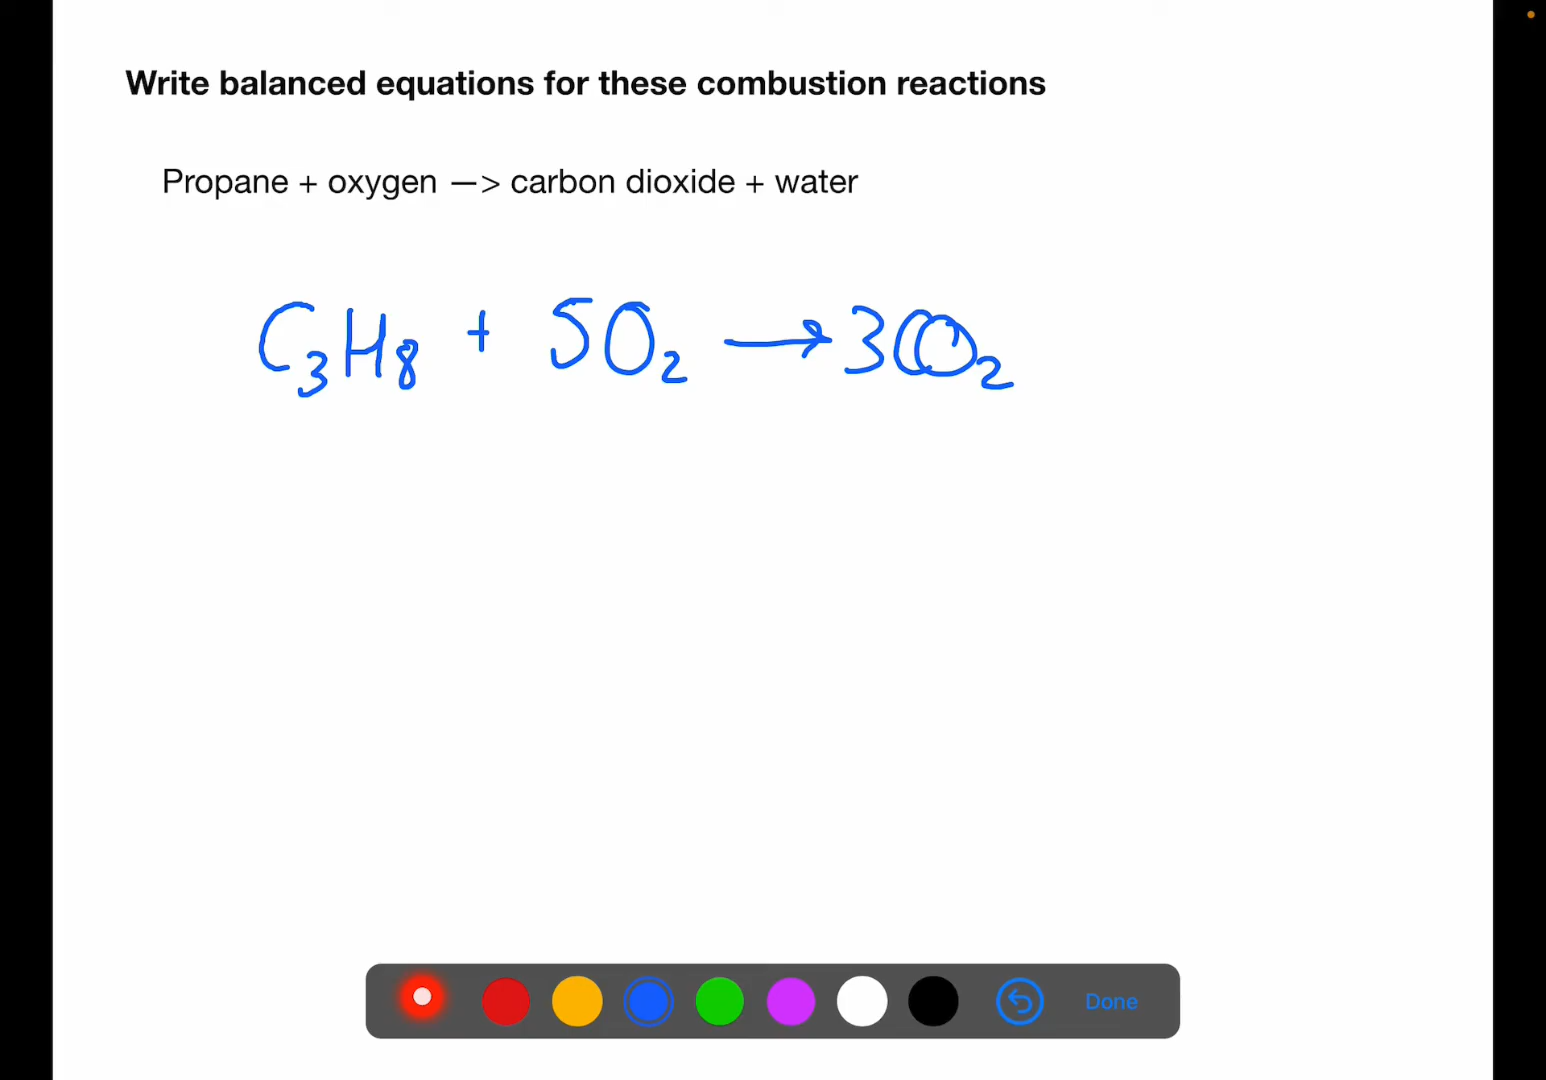 Write balanced equations for these combustion reactions
Propane + oxygen —> carbon dioxide + water
C₃H₈ + 5O₂ → 3CO₂
Done